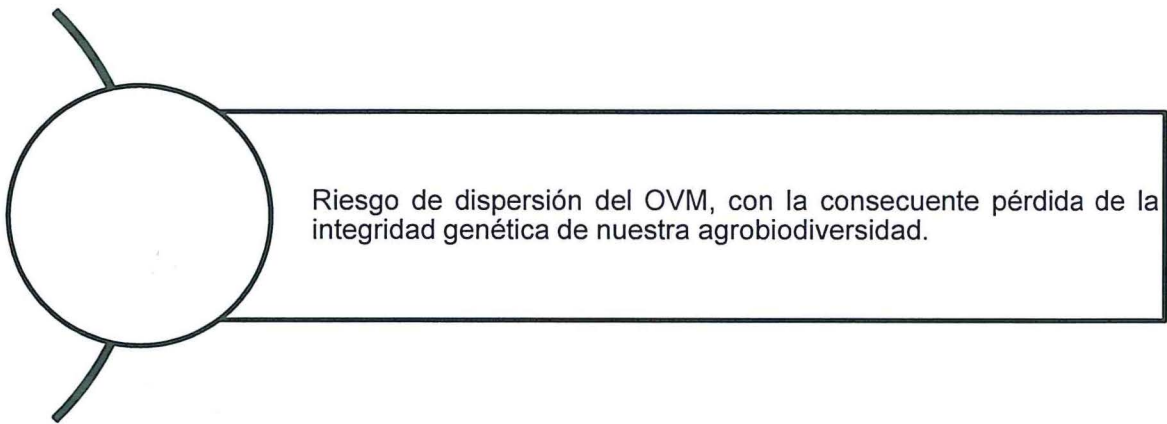 Riesgo de dispersión del OVM, con la consecuente pérdida de la
integridad genética de nuestra agrobiodiversidad.